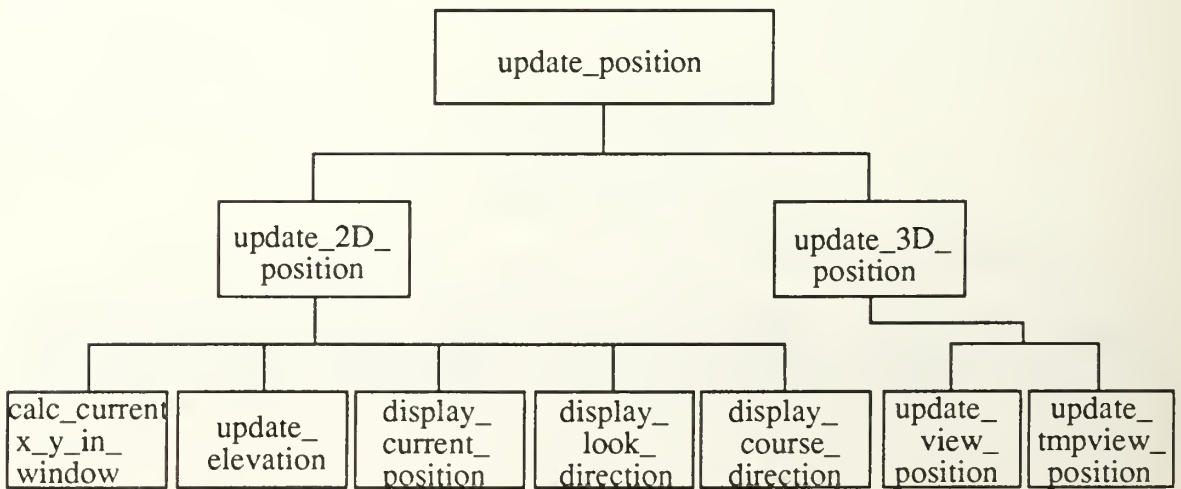 update_position
update_2D_
position
update_3D_
position
calc_current
x_y_in_
window
update_
elevation
display_
current_
position
display_
look_
direction
display_
course_
direction
update_
view_
position
update_
tmpview_
position